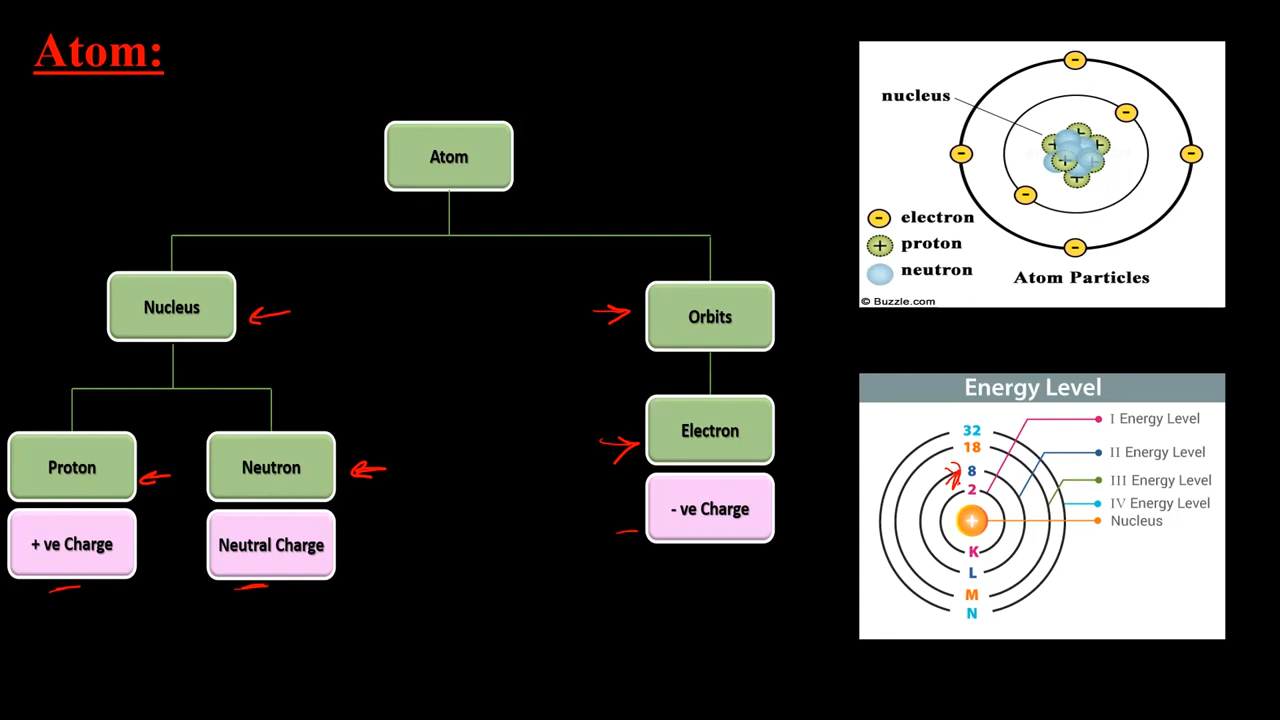 Atom:
Atom
Nucleus
Orbits
Proton
Neutron
Electron
+ ve Charge
Neutral Charge
- ve Charge
nucleus
electron
proton
neutron
Atom Particles
© Buzzle.com
Energy Level
32
18
8
2
K
L
M
N
I Energy Level
II Energy Level
III Energy Level
IV Energy Level
Nucleus